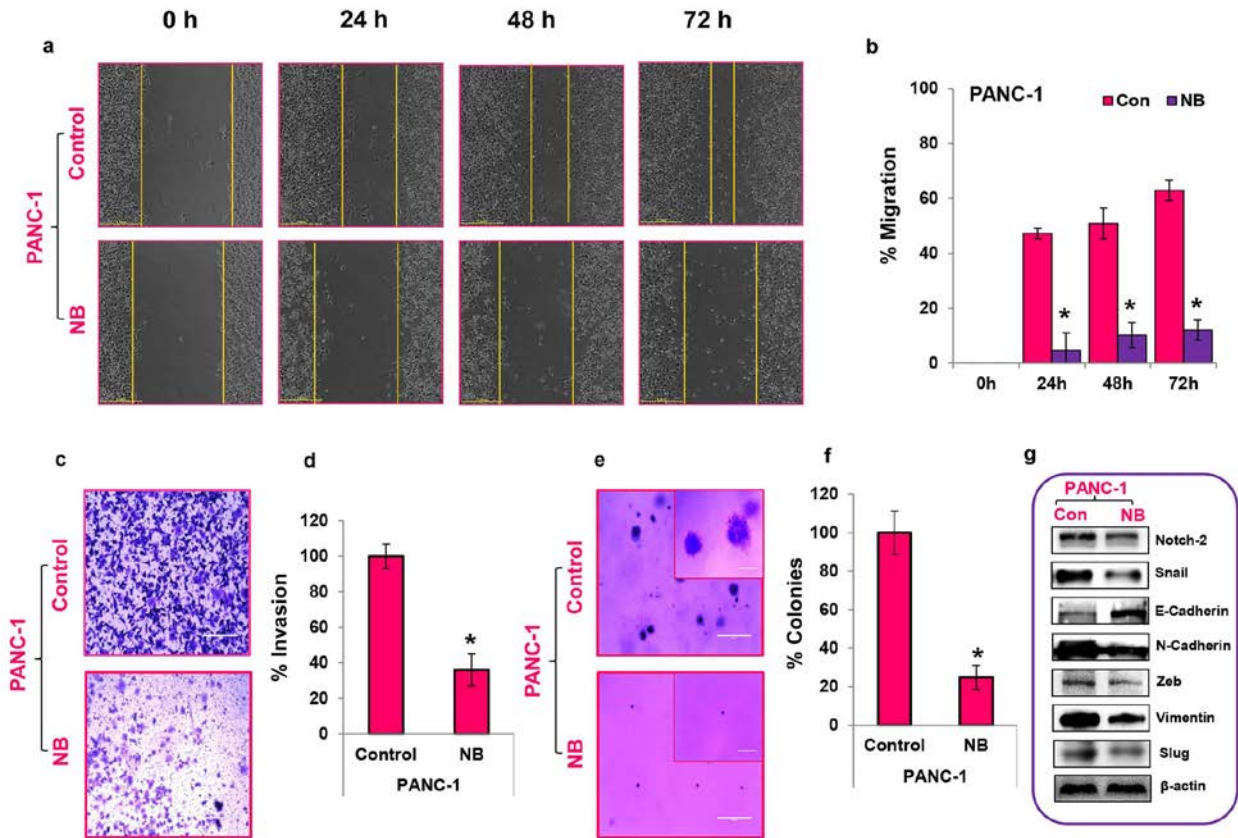 0 h 24 h 48 h 72 h
a
PANC-1
Control
NB
b
PANC-1
Con NB
% Migration
100
80
60
40
20
0
0h 24h 48h 72h
*
*
*
c
PANC-1
Control
NB
d
% Invasion
120
100
80
60
40
20
0
*
Control NB
PANC-1
e
PANC-1
Control
NB
f
% Colonies
120
100
80
60
40
20
0
*
Control NB
PANC-1
g
PANC-1
Con NB
Notch-2
Snail
E-Cadherin
N-Cadherin
Zeb
Vimentin
Slug
β-actin